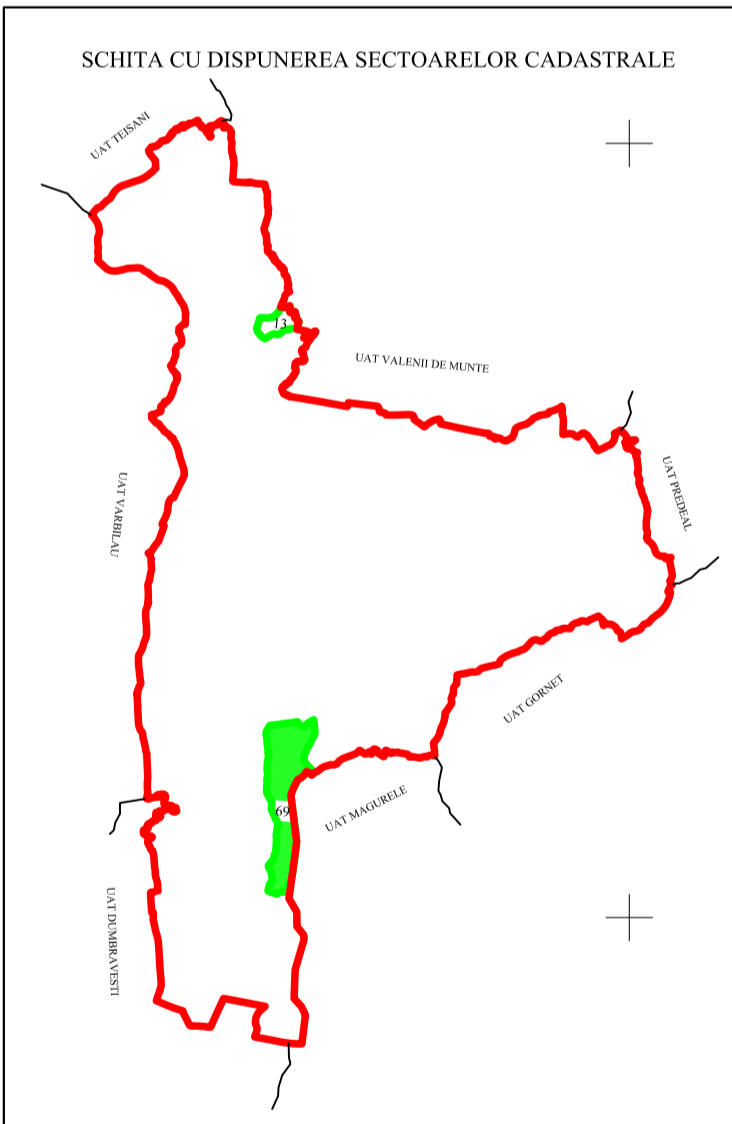 SCHITA CU DISPUNEREA SECTOARELOR CADASTRALE
UAT TEISANI
13
UAT VALENII DE MUNTE
UAT PREDEAL
UAT VARBILAU
UAT GORNET
UAT MAGURELE
69
UAT DUMBRAVESTI